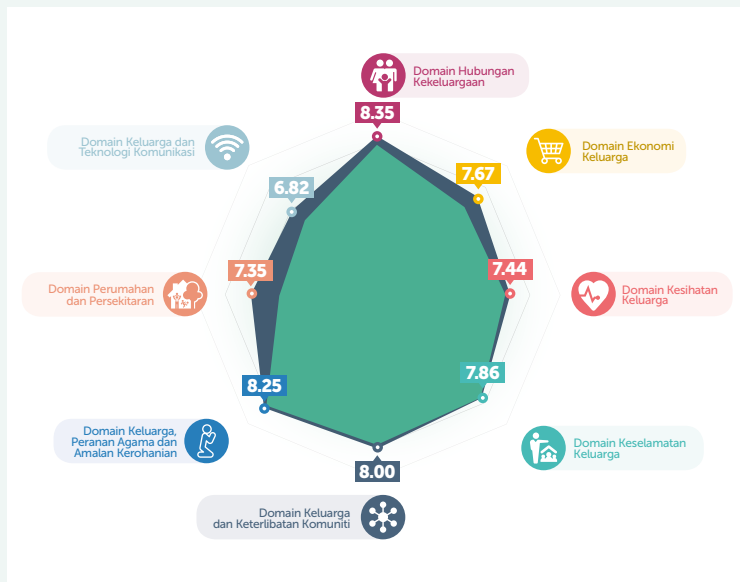 Domain Hubungan
Kekeluargaan
8.35
Domain Keluarga dan
Teknologi Komunikasi
6.82
Domain Ekonomi
Keluarga
7.67
Domain Perumahan
dan Persekitaran
7.35
7.44
Domain Kesihatan
Keluarga
Domain Keluarga,
Peranan Agama dan
Amalan Kerohanian
8.25
7.86
Domain Keselamatan
Keluarga
8.00
Domain Keluarga
dan Keterlibatan Komuniti